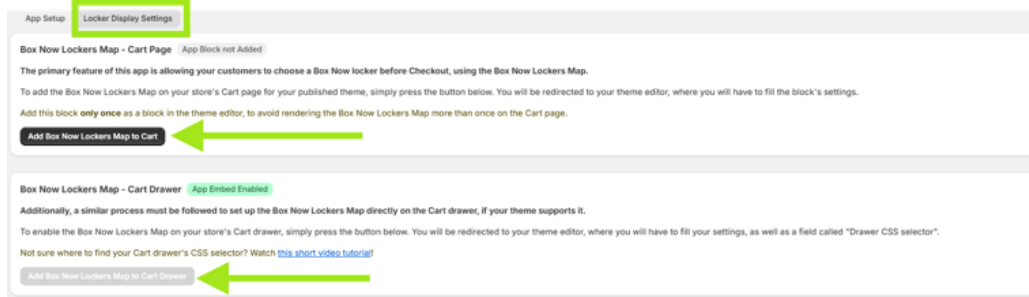 App Setup Locker Display Settings
Box Now Lockers Map - Cart Page App Block not Added
The primary feature of this app is allowing your customers to choose a Box Now locker before Checkout, using the Box Now Lockers Map.
To add the Box Now Lockers Map on your store's Cart page for your published theme, simply press the button below. You will be redirected to your theme editor, where you will have to fill the block's settings.
Add this block only once as a block in the theme editor, to avoid rendering the Box Now Lockers Map more than once on the Cart page.
Add Box Now Lockers Map to Cart
Box Now Lockers Map - Cart Drawer App Embed Enabled
Additionally, a similar process must be followed to set up the Box Now Lockers Map directly on the Cart drawer, if your theme supports it.
To enable the Box Now Lockers Map on your store's Cart drawer, simply press the button below. You will be redirected to your theme editor, where you will have to fill your settings, as well as a field called "Drawer CSS selector".
Not sure where to find your Cart drawer's CSS selector? Watch this short video tutorial!
Add Box Now Lockers Map to Cart Drawer